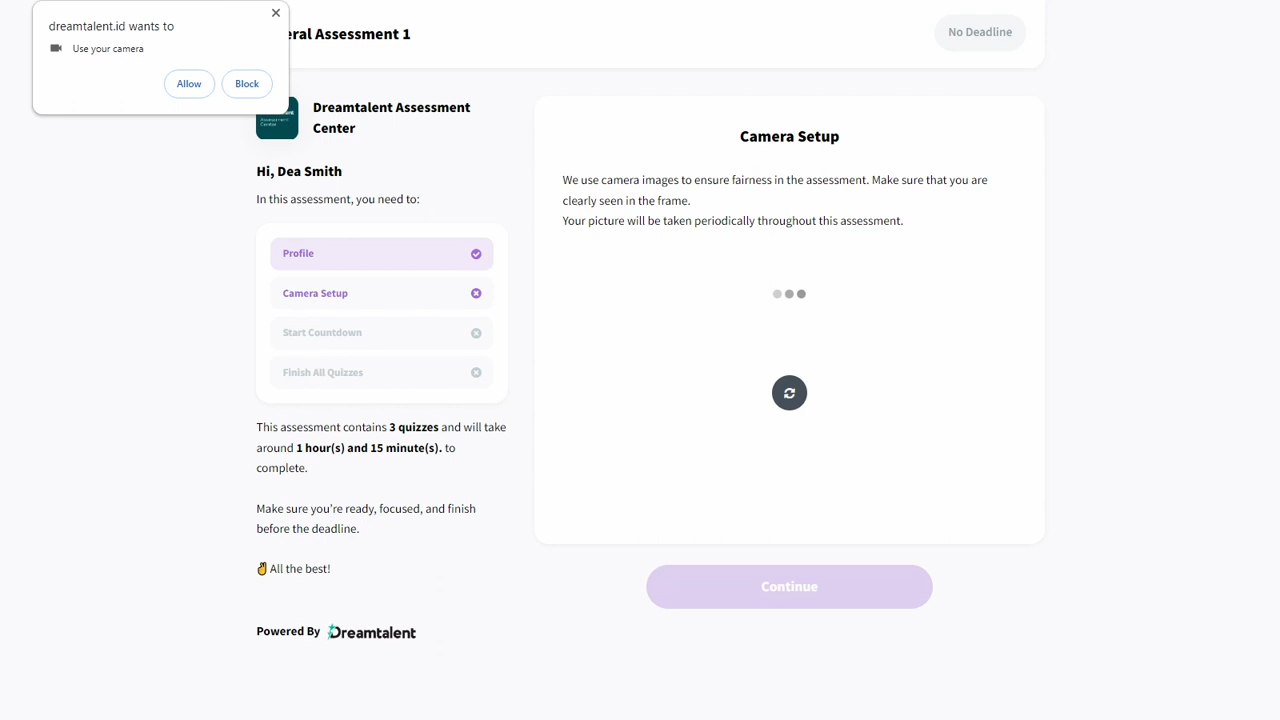 dreamtalent.id wants to
Use your camera
Allow
Block
eral Assessment 1
No Deadline
Assessment
Center
Dreamtalent Assessment
Center
Hi, Dea Smith
In this assessment, you need to:
Profile
Camera Setup
Start Countdown
Finish All Quizzes
This assessment contains 3 quizzes and will take
around 1 hour(s) and 15 minute(s). to
complete.
Make sure you're ready, focused, and finish
before the deadline.
✌All the best!
Powered By Dreamtalent
Camera Setup
We use camera images to ensure fairness in the assessment. Make sure that you are
clearly seen in the frame.
Your picture will be taken periodically throughout this assessment.
Continue